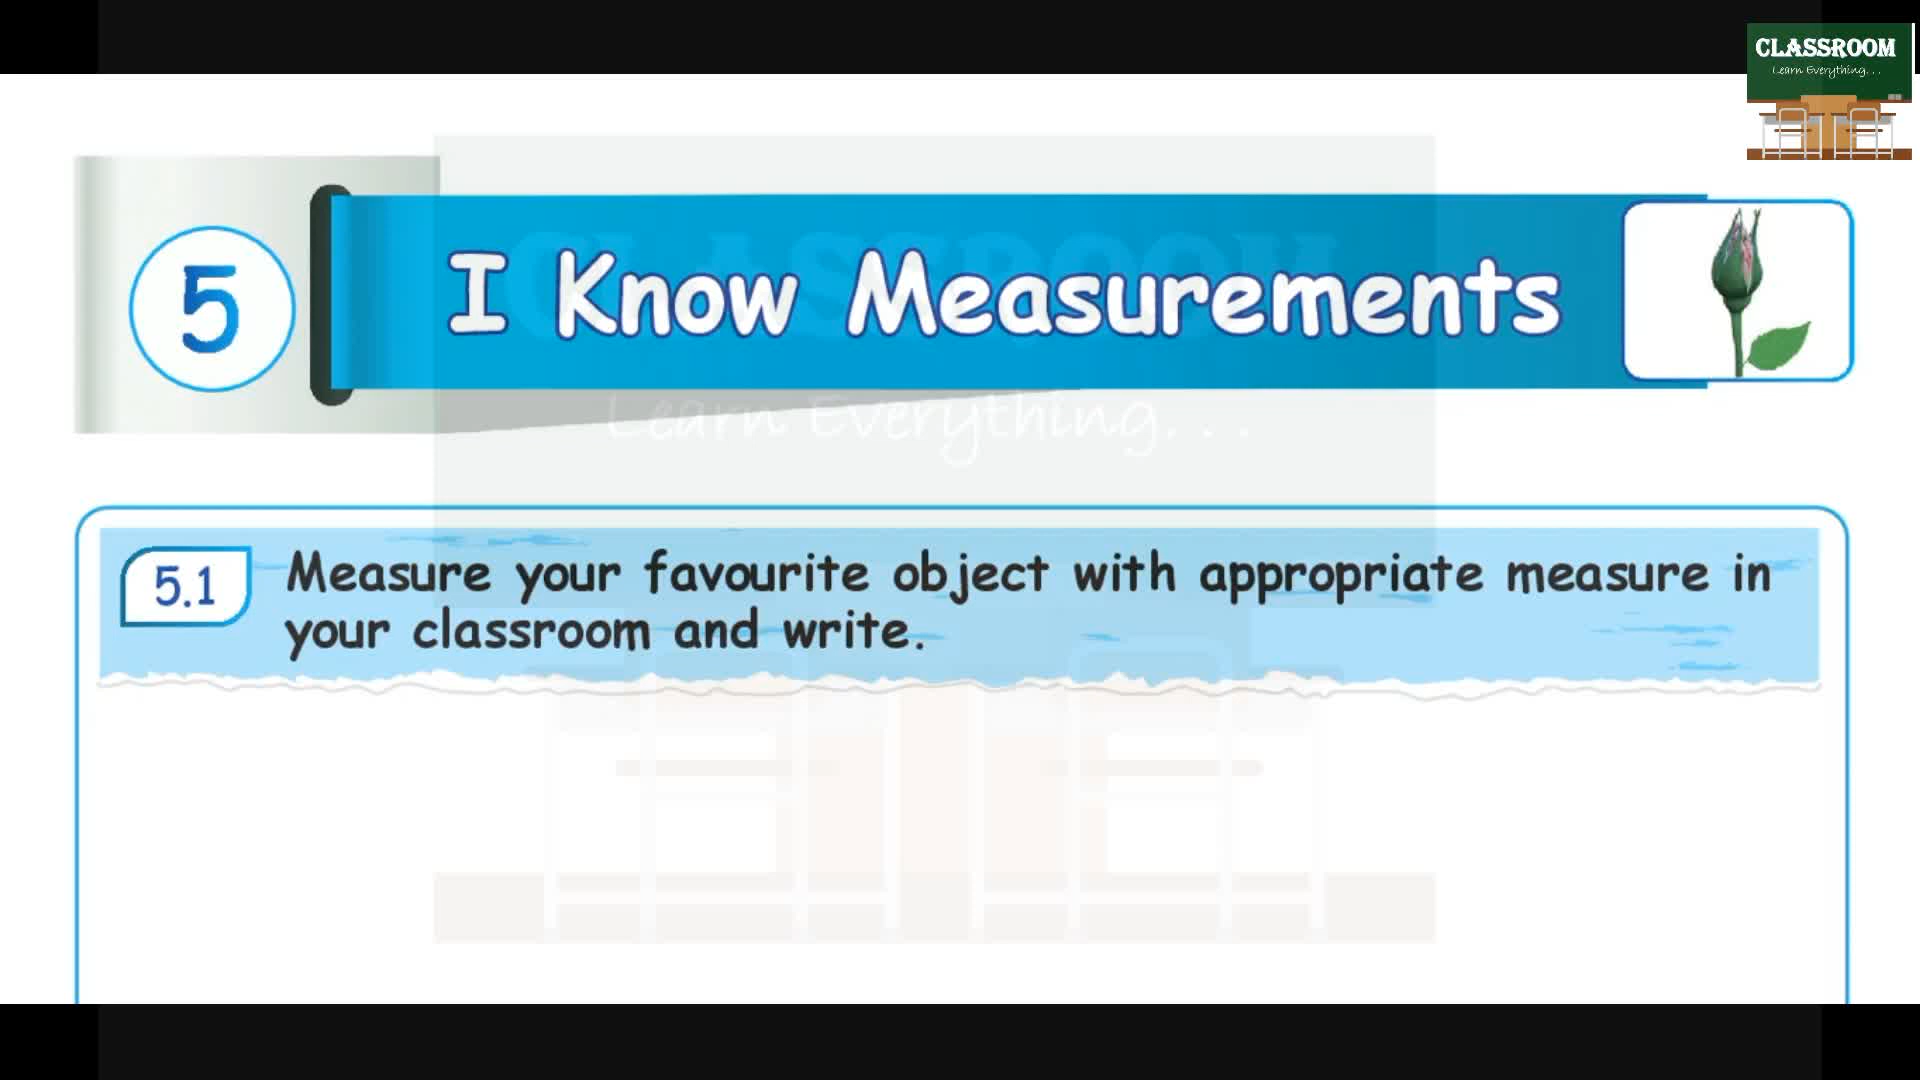 CLASSROOM
Learn Everything. . .
5
I Know Measurements
CLASSROOM
Learn Everything. . .
5.1
Measure your favourite object with appropriate measure in
your classroom and write.